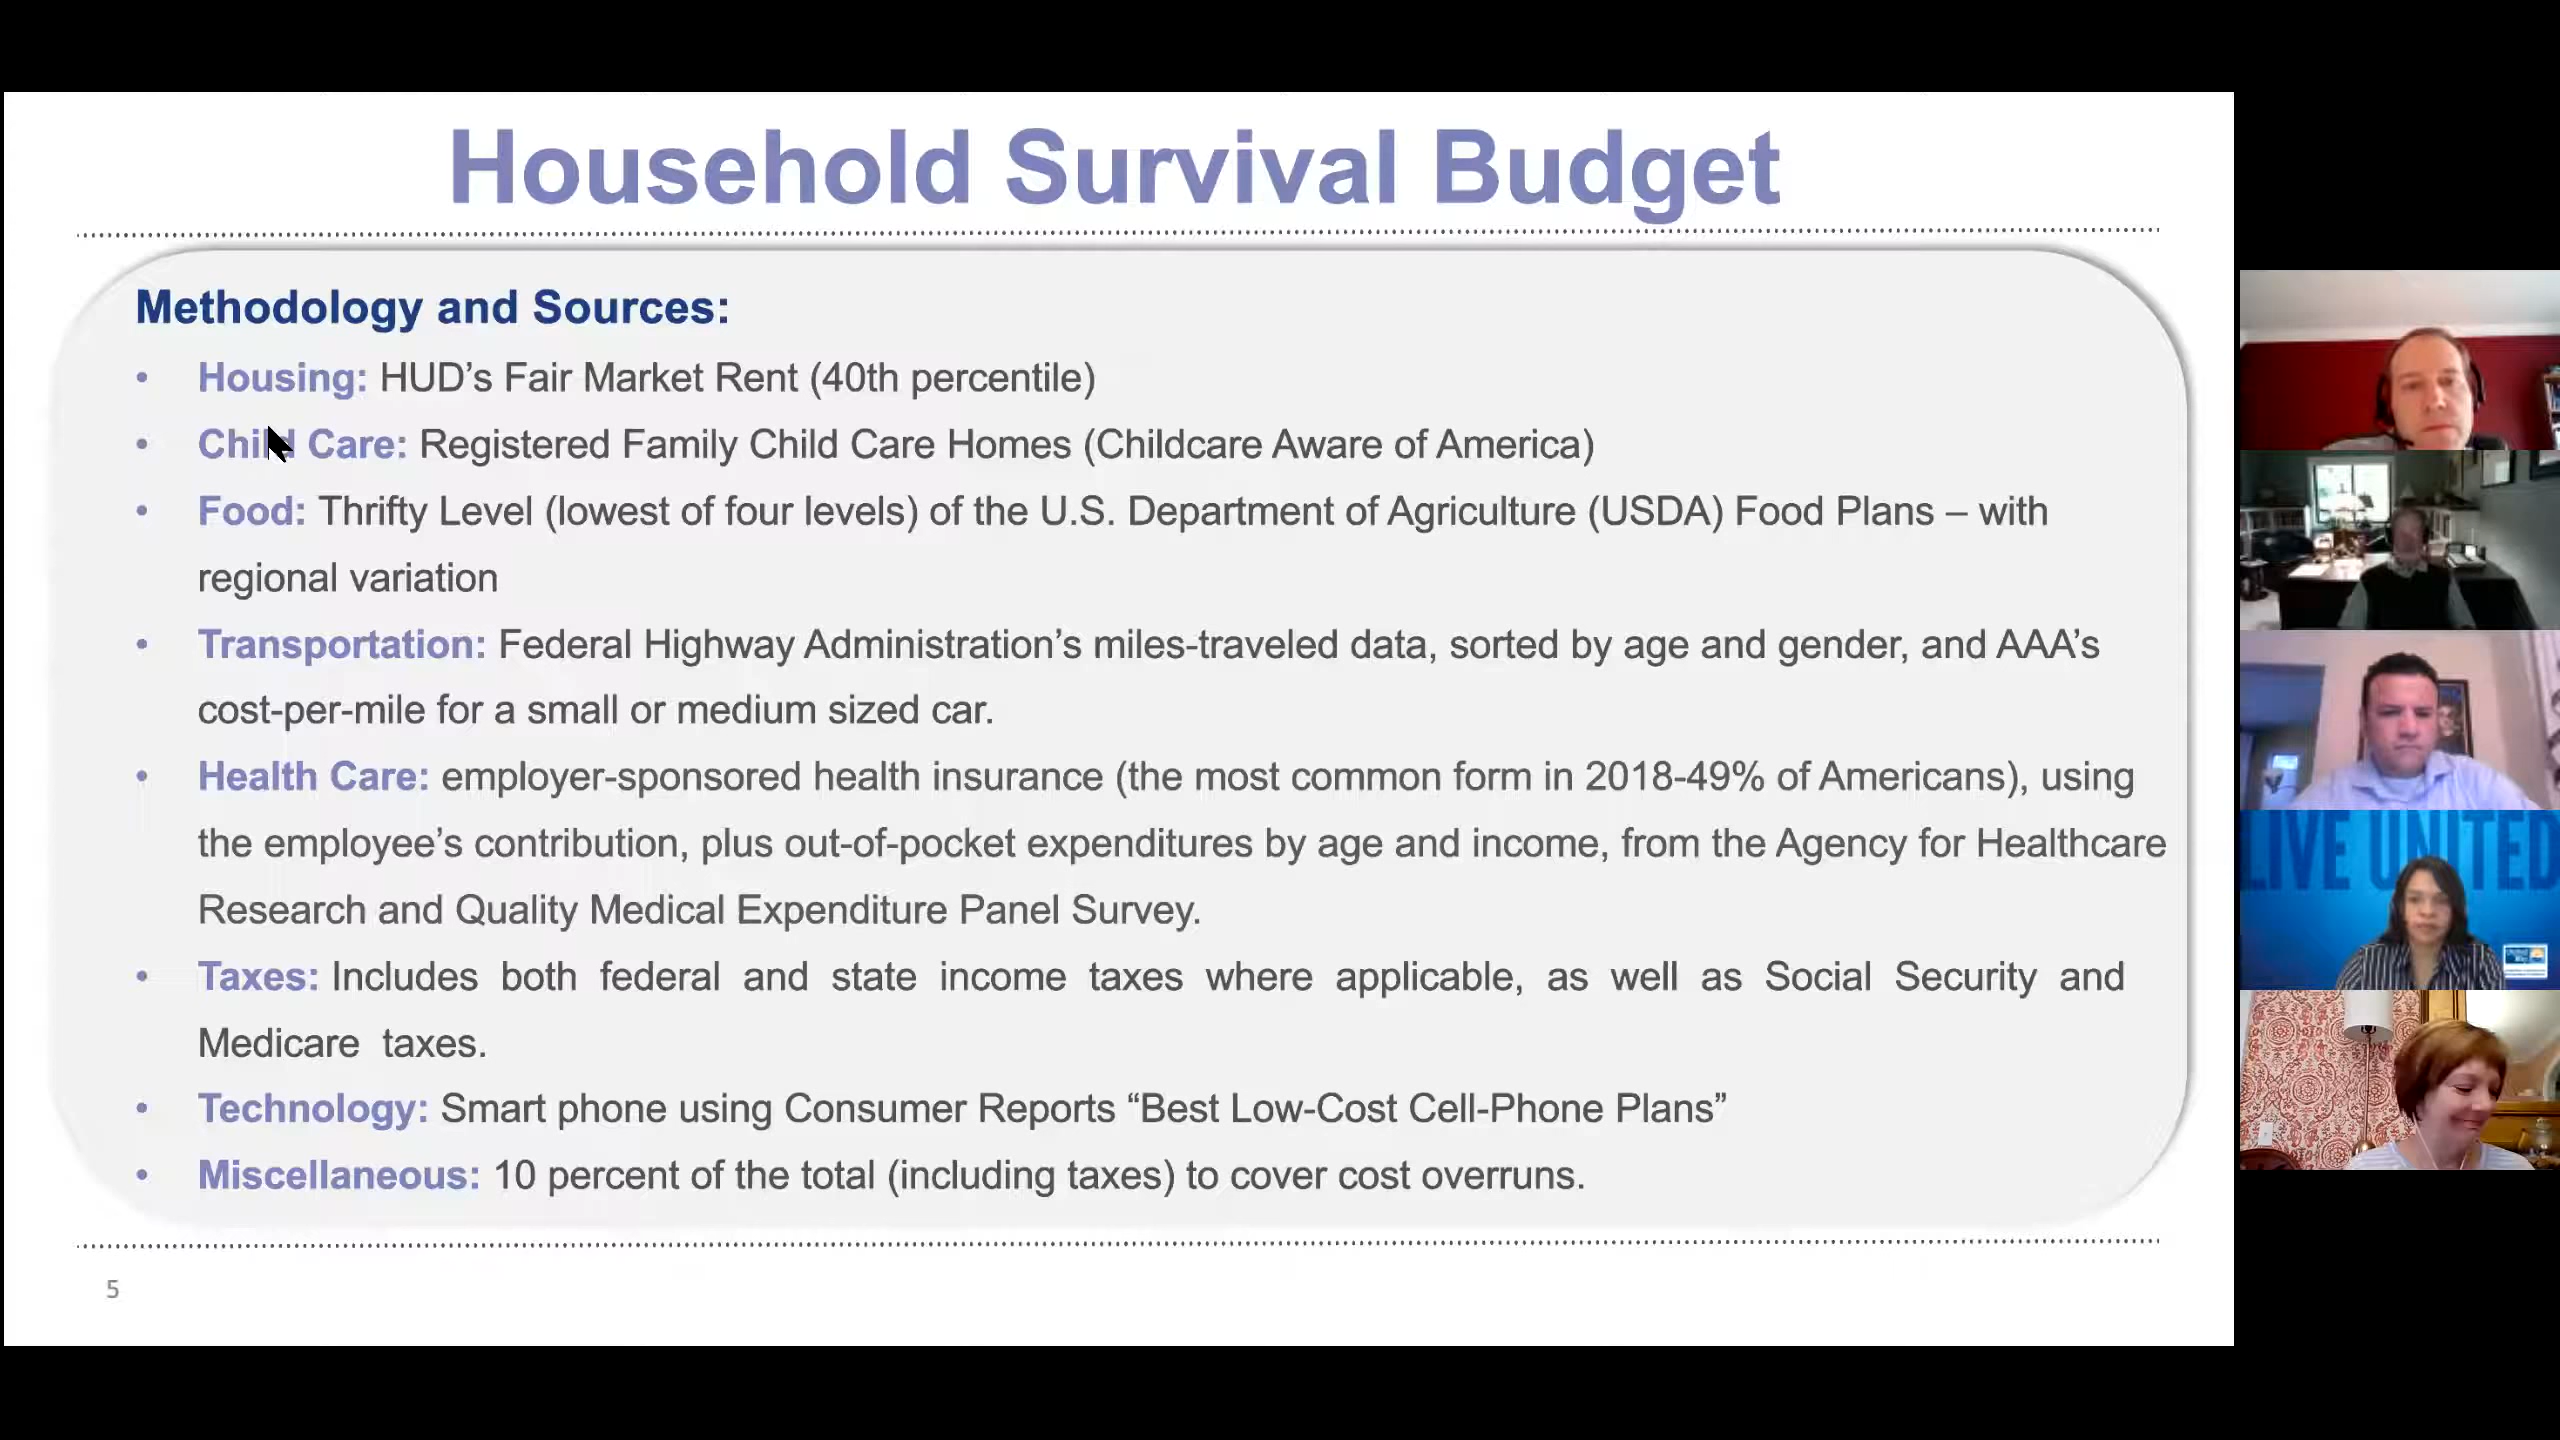 Household Survival Budget
Methodology and Sources:
• Housing: HUD’s Fair Market Rent (40th percentile)
• Child Care: Registered Family Child Care Homes (Childcare Aware of America)
• Food: Thrifty Level (lowest of four levels) of the U.S. Department of Agriculture (USDA) Food Plans – with
regional variation
• Transportation: Federal Highway Administration’s miles-traveled data, sorted by age and gender, and AAA’s
cost-per-mile for a small or medium sized car.
• Health Care: employer-sponsored health insurance (the most common form in 2018-49% of Americans), using
the employee’s contribution, plus out-of-pocket expenditures by age and income, from the Agency for Healthcare
Research and Quality Medical Expenditure Panel Survey.
• Taxes: Includes both federal and state income taxes where applicable, as well as Social Security and
Medicare taxes.
• Technology: Smart phone using Consumer Reports “Best Low-Cost Cell-Phone Plans”
• Miscellaneous: 10 percent of the total (including taxes) to cover cost overruns.
5
LIVE UNITED